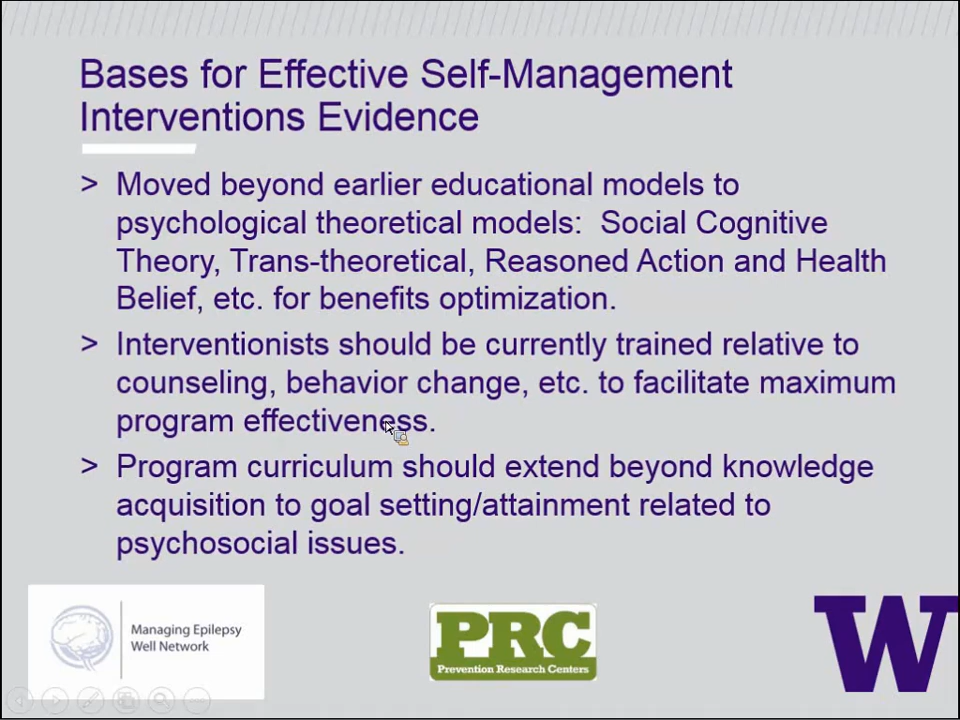 Bases for Effective Self-Management
Interventions Evidence
> Moved beyond earlier educational models to
psychological theoretical models:  Social Cognitive
Theory, Trans-theoretical, Reasoned Action and Health
Belief, etc. for benefits optimization.
> Interventionists should be currently trained relative to
counseling, behavior change, etc. to facilitate maximum
program effectiveness.
> Program curriculum should extend beyond knowledge
acquisition to goal setting/attainment related to
psychosocial issues.
Managing Epilepsy
Well Network
PRC
Prevention Research Centers
W